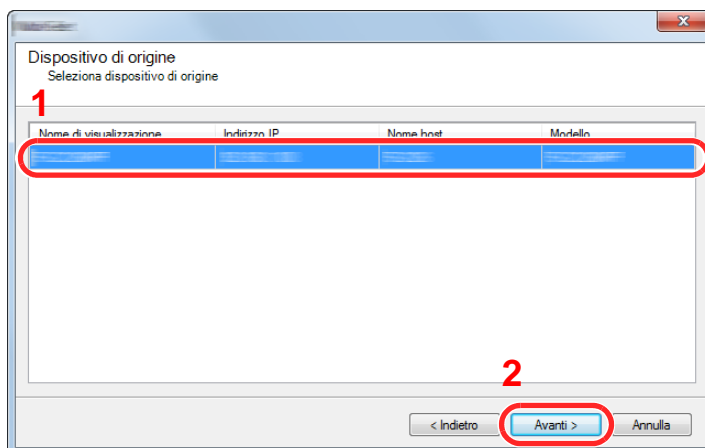 Dispositivo di origine
Seleziona dispositivo di origine
1
Nome di visualizzazione Indirizzo IP Nome host Modello
2
< Indietro Avanti > Annulla